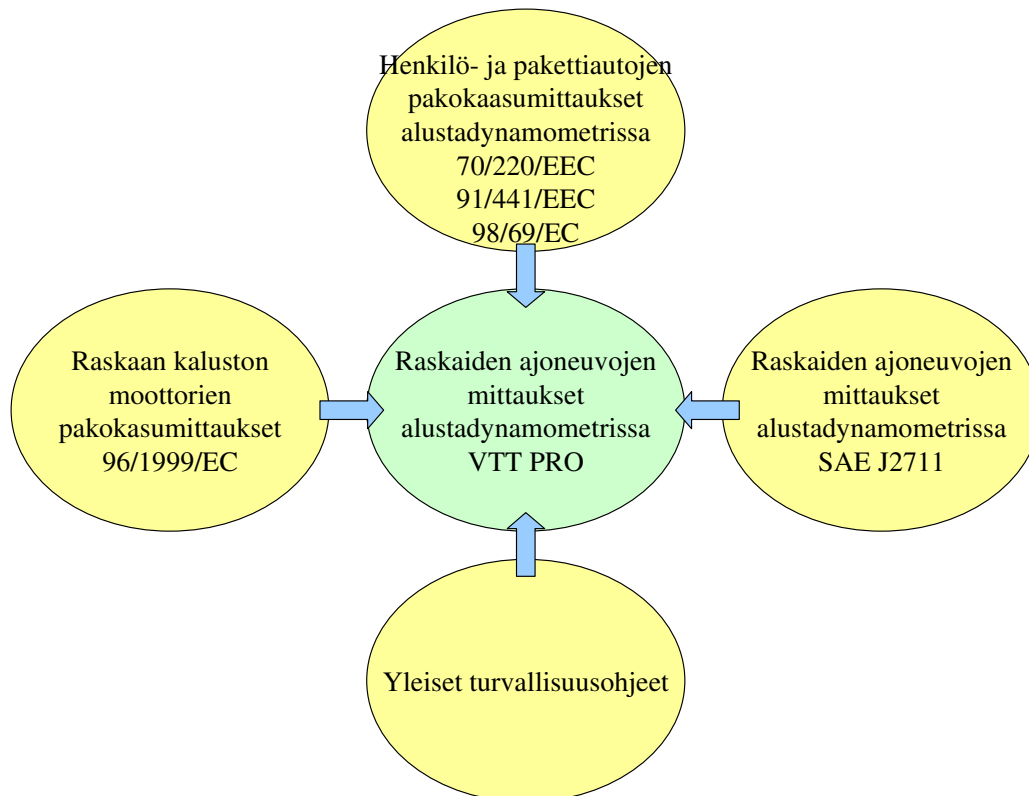 Henkilö- ja pakettiautojen
pakokaasumittaukset
alustadynamometrissa
70/220/EEC
91/441/EEC
98/69/EC
Raskaan kaluston
moottorien
pakokasumittaukset
96/1999/EC
Raskaiden ajoneuvojen
mittaukset
alustadynamometrissa
VTT PRO
Raskaiden ajoneuvojen
mittaukset
alustadynamometrissa
SAE J2711
Yleiset turvallisuusohjeet